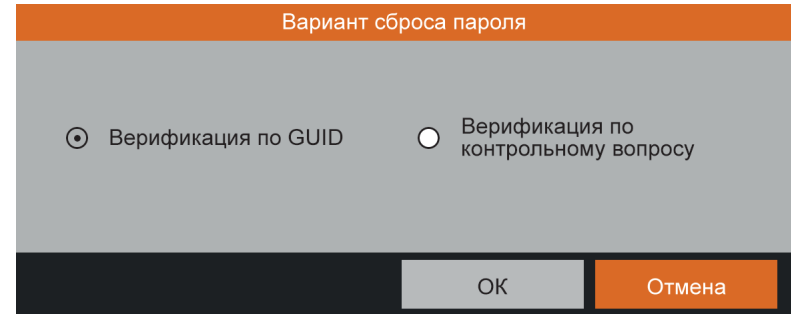 Вариант сброса пароля
Верификация по GUID
Верификация по
контрольному вопросу
ОК
Отмена